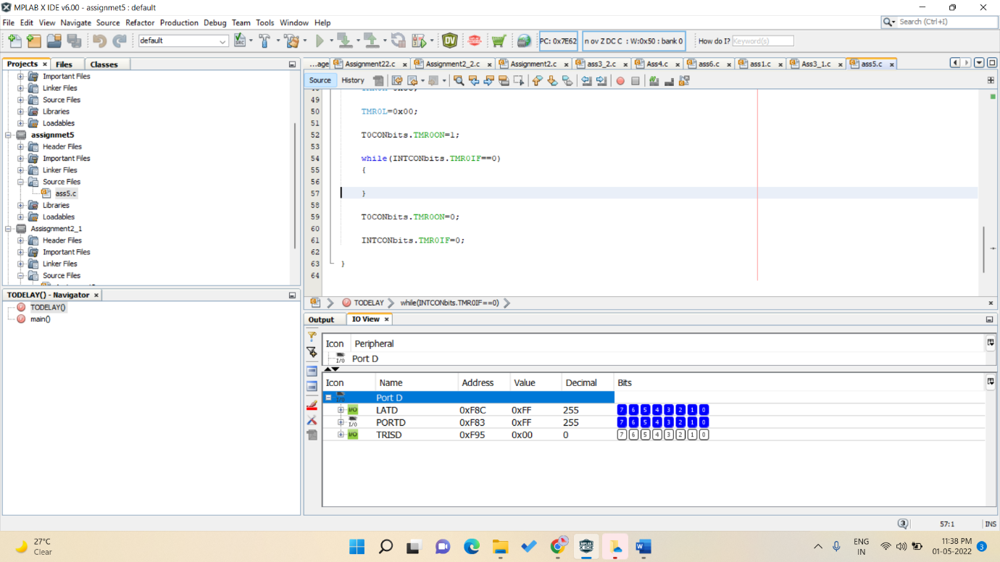 MPLAB X IDE v6.00 - assignmet5 : default
File Edit View Navigate Source Refactor Production Debug Team Tools Window Help
Search (Ctrl+I)
default
PC: 0x7E62
n ov Z DC C : W:0x50 : bank 0
How do I? Keyword(s)
Projects Files Classes
Important Files
Linker Files
Source Files
Libraries
Loadables
assignmet5
Header Files
Important Files
Linker Files
Source Files
ass5.c
Libraries
Loadables
Assisgnment2_1
Header Files
Important Files
Linker Files
Source Files
TODELAY() - Navigator
TODELAY()
main()
...age Assignment22.c Assignment2_2.c Assignment2.c ass3_2.c Ass4.c ass6.c ass1.c Ass3_1.c ass5.c
Source History
49
50 TMR0L=0x00;
51
52 T0CONbits.TMR0ON=1;
53
54 while(INTCONbits.TMR0IF==0)
55 {
56
57 }
58
59 T0CONbits.TMR0ON=0;
60
61 INTCONbits.TMR0IF=0;
62
63 }
64
TODELAY while(INTCONbits.TMR0IF==0)
Output IO View
Icon Peripheral
I/O Port D
Icon Name Address Value Decimal Bits
Port D
I/O LATD 0xF8C 0xFF 255 7 6 5 4 3 2 1 0
I/O PORTD 0xF83 0xFF 255 7 6 5 4 3 2 1 0
I/O TRISD 0xF95 0x00 0 7 6 5 4 3 2 1 0
3 57:1 INS
27°C
Clear
ENG
IN
11:38 PM
01-05-2022
3